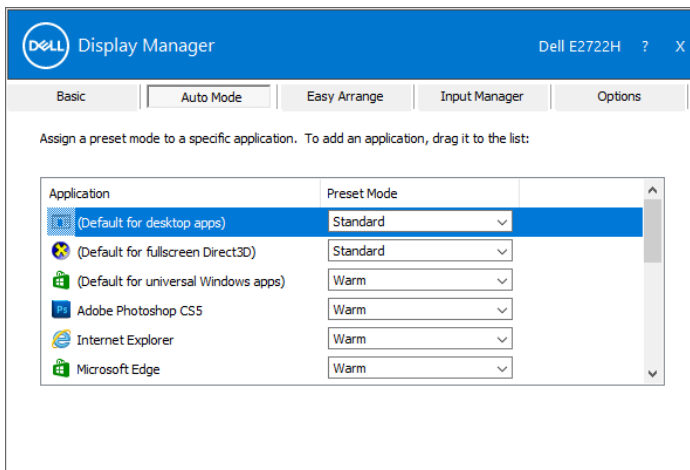 DELL Display Manager Dell E2722H ? X
Basic Auto Mode Easy Arrange Input Manager Options
Assign a preset mode to a specific application. To add an application, drag it to the list:
Application Preset Mode
(Default for desktop apps) Standard
(Default for fullscreen Direct3D) Standard
(Default for universal Windows apps) Warm
Ps Adobe Photoshop CS5 Warm
Internet Explorer Warm
Microsoft Edge Warm